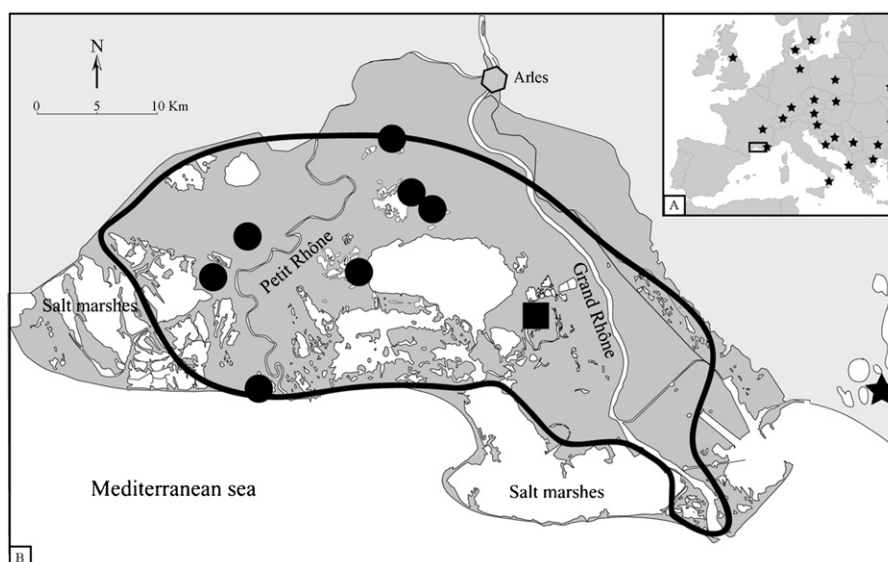 N
0 5 10 Km
Arles
A
Petit Rhône
Grand Rhône
Salt marshes
Mediterranean sea
Salt marshes
B